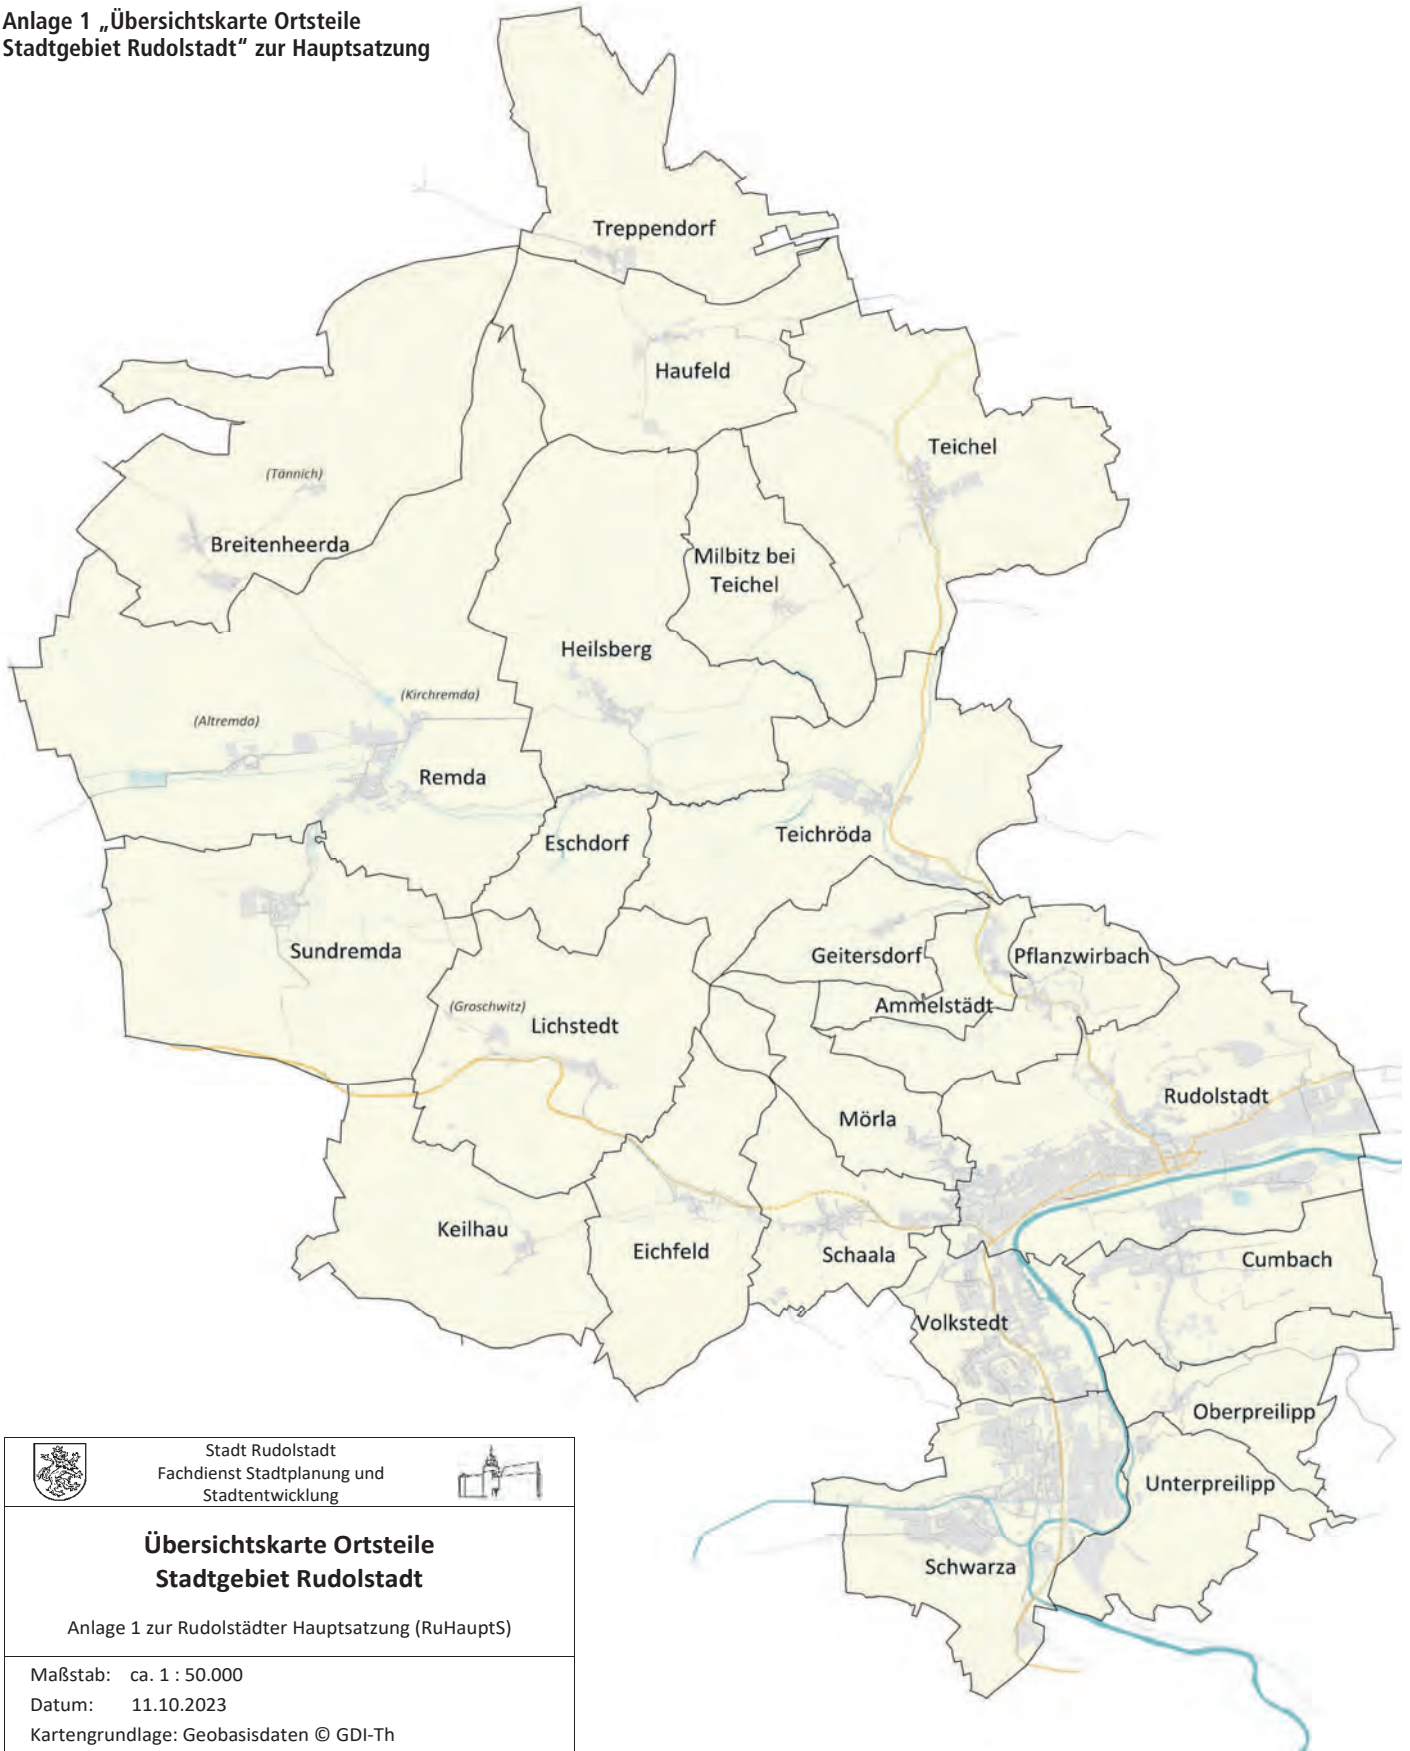 Anlage 1 „Übersichtskarte Ortsteile
Stadtgebiet Rudolstadt“ zur Hauptsatzung
Treppendorf
Haufeld
Teichel
(Tännich)
Breitenheerda
Milbitz bei
Teichel
Heilsberg
(Kirchremda)
(Altremda)
Remda
Teichröda
Eschdorf
Sundremda
Geitersdorf
Pflanzwirbach
Ammelstädt
(Groschwitz)
Lichstedt
Rudolstadt
Mörla
Keilhau
Eichfeld
Schaala
Cumbach
Volkstedt
Oberpreilipp
Unterpreilipp
Schwarza
Stadt Rudolstadt
Fachdienst Stadtplanung und
Stadtentwicklung
Übersichtskarte Ortsteile
Stadtgebiet Rudolstadt
Anlage 1 zur Rudolstädter Hauptsatzung (RuHauptS)
Maßstab: ca. 1 : 50.000
Datum: 11.10.2023
Kartengrundlage: Geobasisdaten © GDI-Th